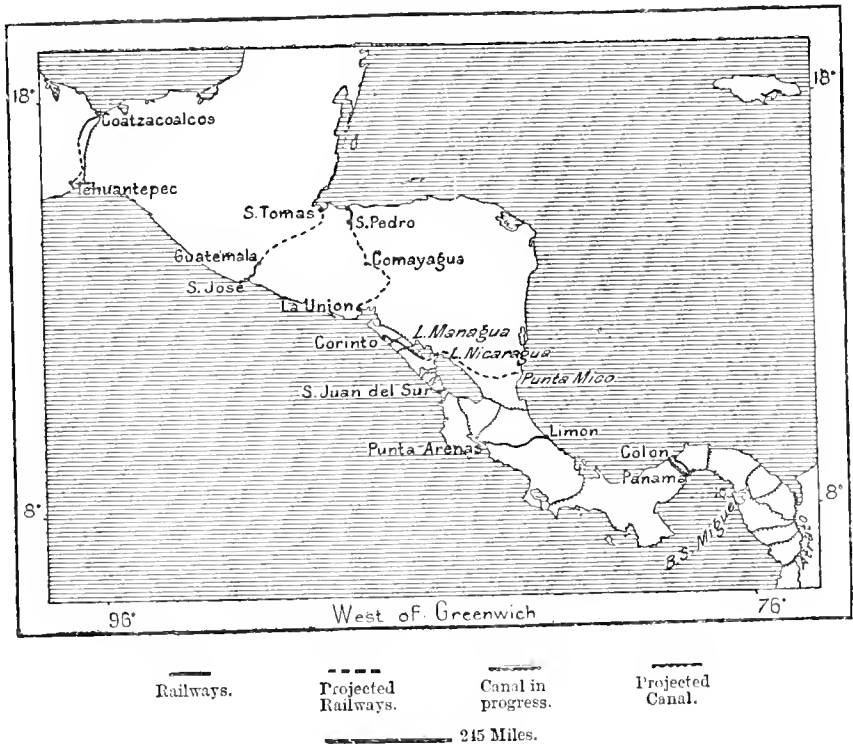 18°
18°
Coatzacoalcos
Tehuantepec
S. Tomas
S. Pedro
Guatemala
Comayagua
S. José
La Union
L. Managua
Corinto
L. Nicaragua
Punta Mico
S. Juan del Sur
Limon
Punta-Arenas
Colon
Panama
8°
8°
B. S. Miguel
96°
West of Greenwich
76°
Railways.
Projected
Railways.
Canal in
progress.
Projected
Canal.
245 Miles.